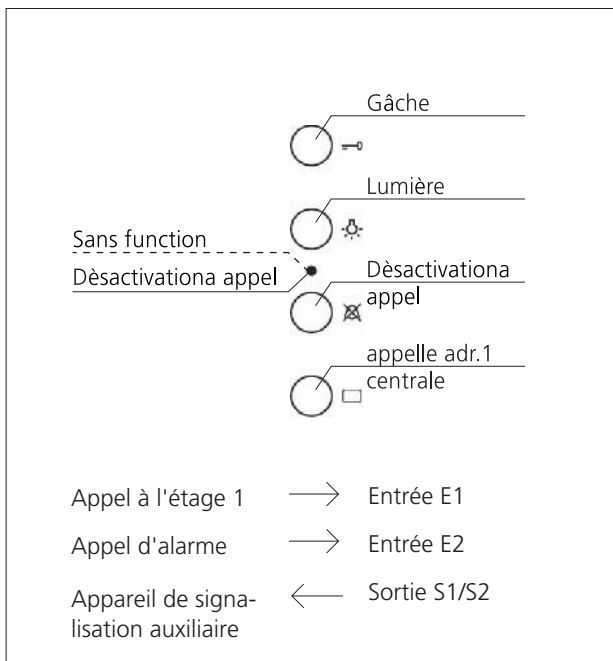 Gâche
Lumière
Sans function
Dèsactivationa appel
Dèsactivationa
appel
appelle adr.1
centrale
Appel à l'étage 1
Entrée E1
Appel d'alarme
Entrée E2
Appareil de signa-
lisation auxiliaire
Sortie S1/S2